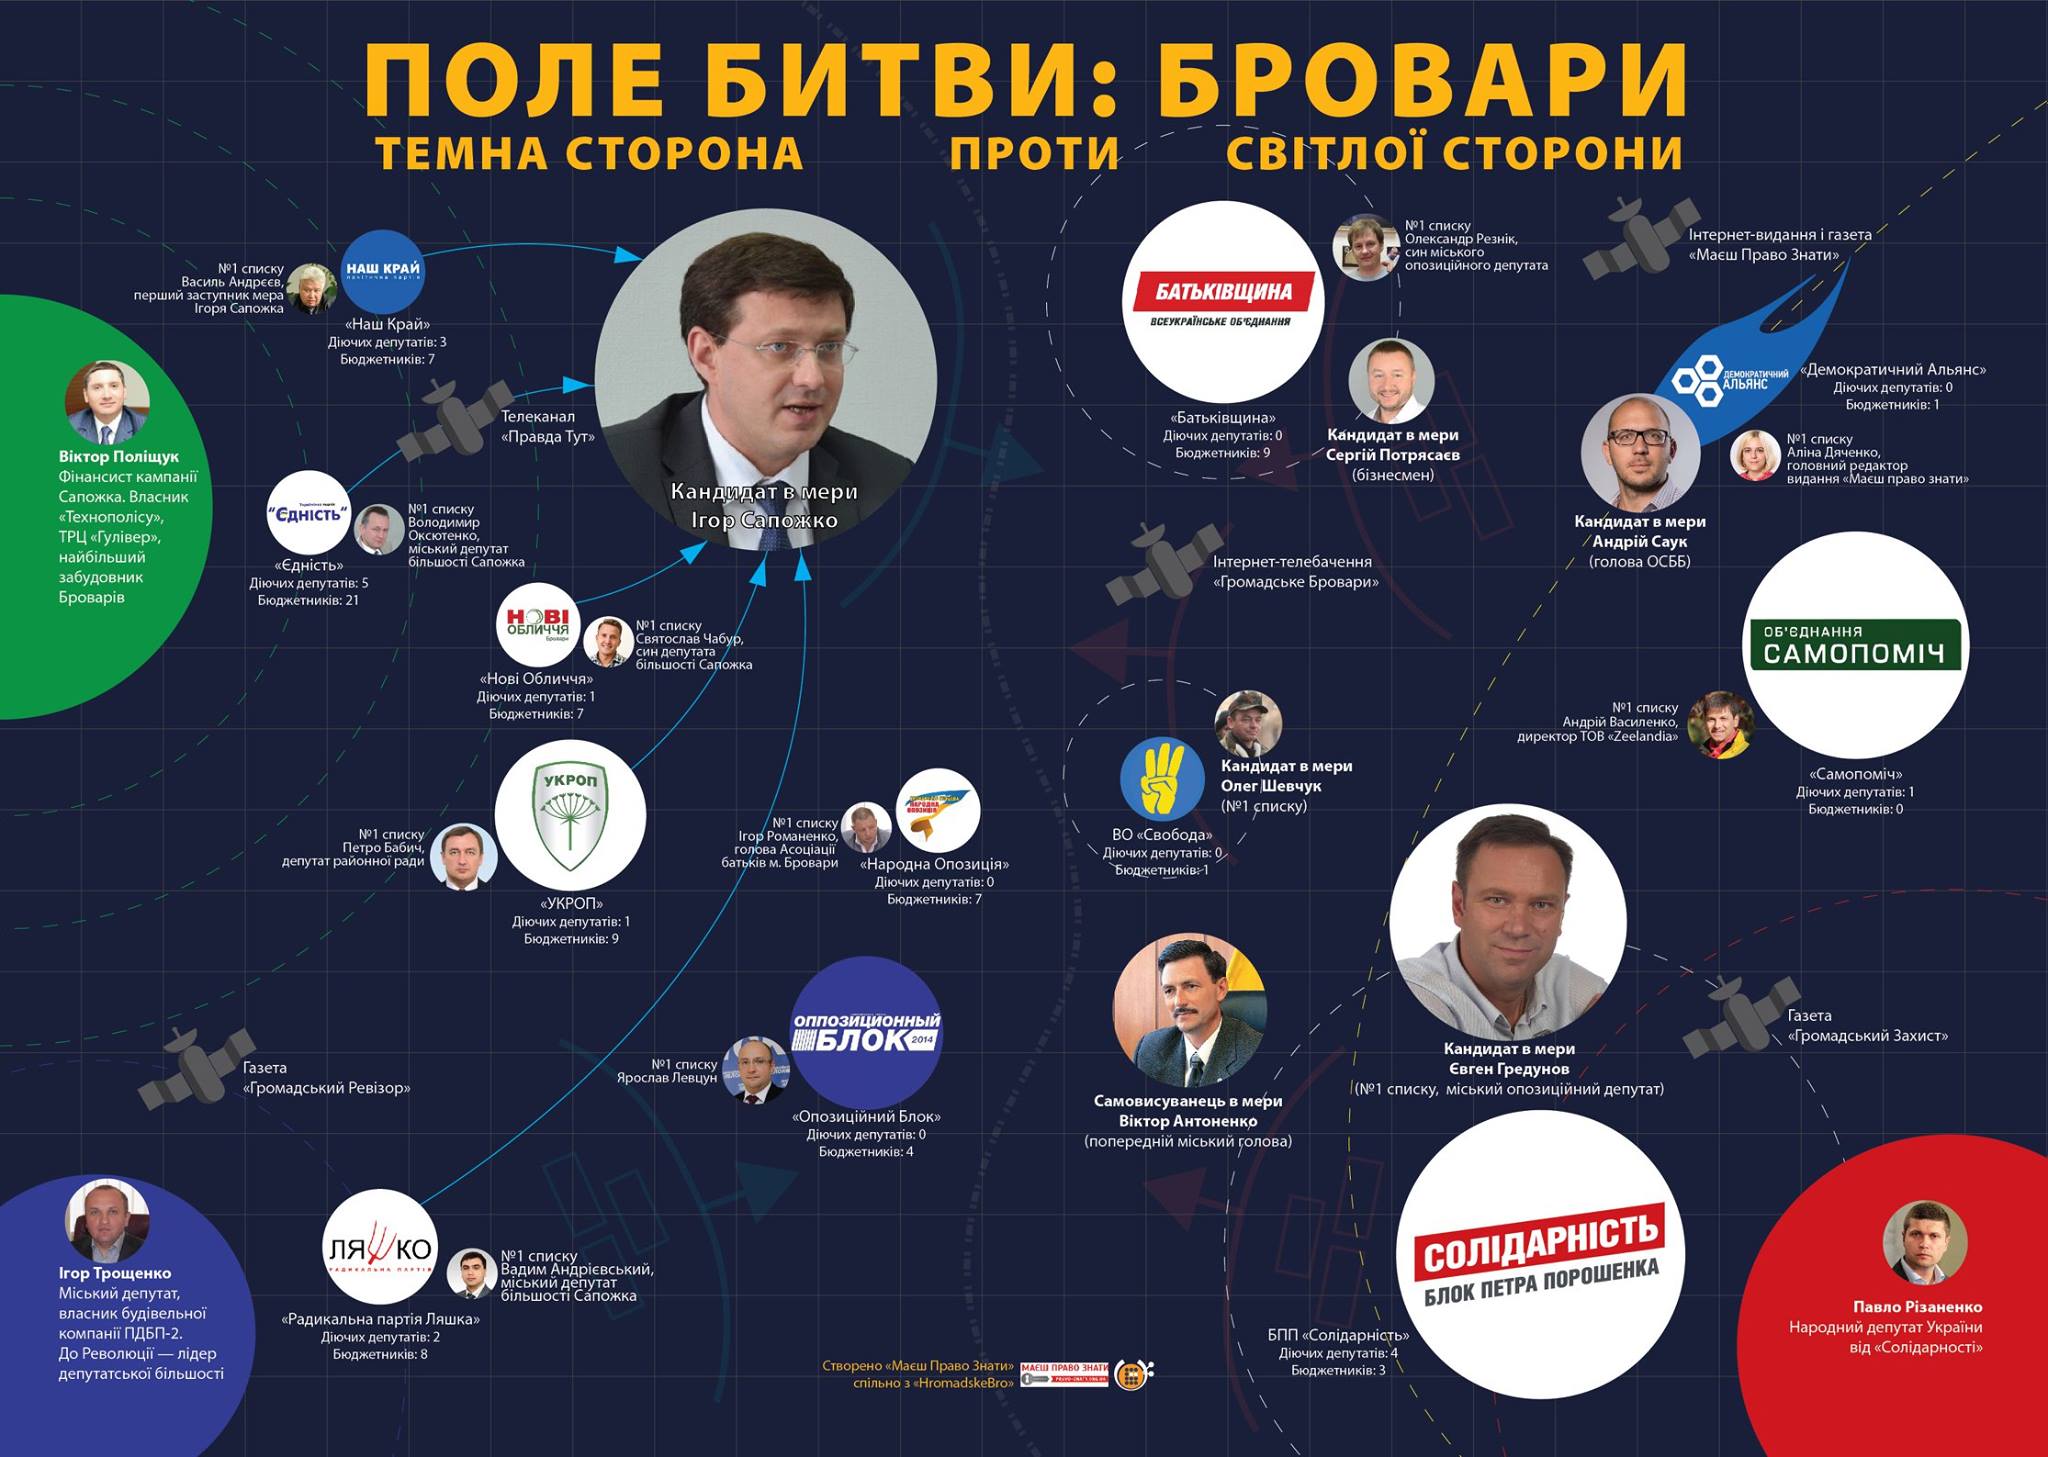 ПОЛЕ БИТВИ: БРОВАРИ
ТЕМНА СТОРОНА ПРОТИ СВІТЛОЇ СТОРОНИ
№1 списку
Василь Андрєєв,
перший заступник мера
Ігоря Сапожка
НАШ КРАЙ
політична партія
«Наш Край»
Діючих депутатів: 3
Бюджетників: 7
Віктор Поліщук
Фінансист кампанії
Сапожка. Власник
«Технополісу»,
ТРЦ «Гулівер»,
найбільший
забудовник
Броварів
Телеканал
«Правда Тут»
Кандидат в мери
Ігор Сапожко
"ЄДНІСТЬ"
№1 списку
Володимир
Оксютенко,
міський депутат
більшості Сапожка
«Єдність»
Діючих депутатів: 5
Бюджетників: 21
НОВІ
ОБЛИЧЧЯ
Бровари
№1 списку
Святослав Чабур,
син депутата
більшості Сапожка
«Нові Обличчя»
Діючих депутатів: 1
Бюджетників: 7
УКРОП
№1 списку
Петро Бабич,
депутат районної ради
«УКРОП»
Діючих депутатів: 1
Бюджетників: 9
№1 списку
Ігор Романенко,
голова Асоціації
батьків м. Бровари
НАРОДНА
ОПОЗИЦІЯ
«Народна Опозиція»
Діючих депутатів: 0
Бюджетників: 7
ОППОЗИЦИОННЫЙ
БЛОК 2014
№1 списку
Ярослав Левцун
«Опозиційний Блок»
Діючих депутатів: 0
Бюджетників: 4
Газета
«Громадський Ревізор»
Ігор Трощенко
Міський депутат,
власник будівельної
компанії ПДБП-2.
До Революції — лідер
депутатської більшості
ЛЯШКО
РАДИКАЛЬНА ПАРТІЯ
№1 списку
Вадим Андрієвський,
міський депутат
більшості Сапожка
«Радикальна партія Ляшка»
Діючих депутатів: 2
Бюджетників: 8
БАТЬКІВЩИНА
ВСЕУКРАЇНСЬКЕ ОБ'ЄДНАННЯ
№1 списку
Олександр Резнік,
син міського
опозиційного депутата
«Батьківщина»
Діючих депутатів: 0
Бюджетників: 9
Кандидат в мери
Сергій Потрясаєв
(бізнесмен)
Інтернет-видання і газета
«Маєш Право Знати»
ДЕМОКРАТИЧНИЙ
АЛЬЯНС
«Демократичний Альянс»
Діючих депутатів: 0
Бюджетників: 1
№1 списку
Аліна Дяченко,
головний редактор
видання «Маєш право знати»
Кандидат в мери
Андрій Саук
(голова ОСББ)
Інтернет-телебачення
«Громадське Бровари»
ОБ'ЄДНАННЯ
САМОПОМІЧ
№1 списку
Андрій Василенко,
директор ТОВ «Zeelandia»
«Самопоміч»
Діючих депутатів: 1
Бюджетників: 0
Кандидат в мери
Олег Шевчук
(№1 списку)
ВО «Свобода»
Діючих депутатів: 0
Бюджетників: 1
Самовисуванець в мери
Віктор Антоненко
(попередній міський голова)
Кандидат в мери
Євген Гредунов
(№1 списку, міський опозиційний депутат)
Газета
«Громадський Захист»
СОЛІДАРНІСТЬ
БЛОК ПЕТРА ПОРОШЕНКА
БПП «Солідарність»
Діючих депутатів: 4
Бюджетників: 3
Павло Різаненко
Народний депутат України
від «Солідарності»
Створено «Маєш Право Знати»
спільно з «HromadskeBro»
МАЄШ ПРАВО ЗНАТИ